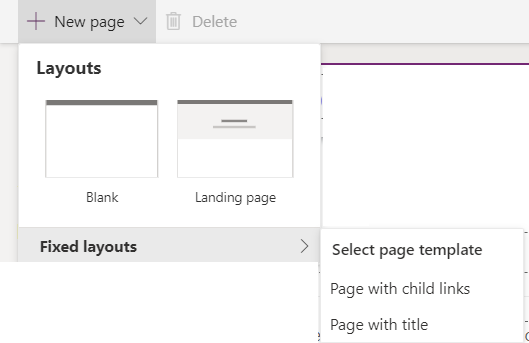 New page
Delete
Layouts
Blank
Landing page
Fixed layouts
Select page template
Page with child links
Page with title